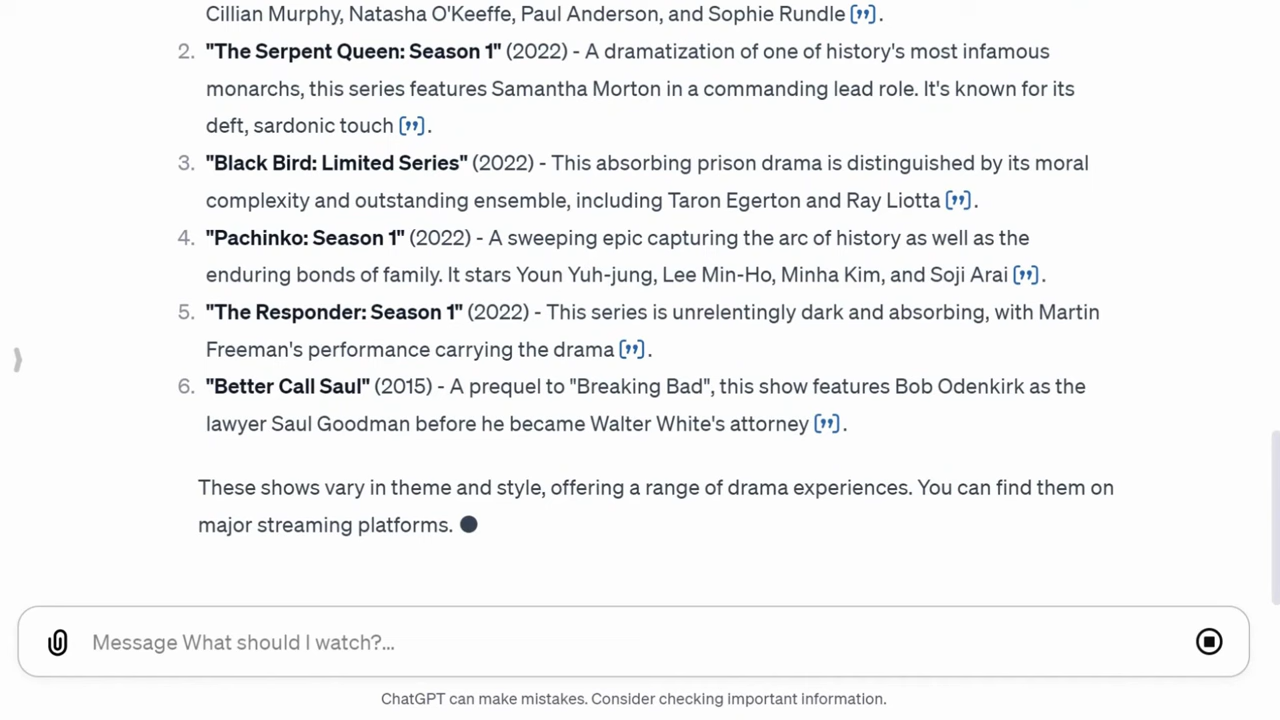 Cillian Murphy, Natasha O'Keeffe, Paul Anderson, and Sophie Rundle ["].
2. "The Serpent Queen: Season 1" (2022) - A dramatization of one of history's most infamous
monarchs, this series features Samantha Morton in a commanding lead role. It's known for its
deft, sardonic touch ["].
3. "Black Bird: Limited Series" (2022) - This absorbing prison drama is distinguished by its moral
complexity and outstanding ensemble, including Taron Egerton and Ray Liotta ["].
4. "Pachinko: Season 1" (2022) - A sweeping epic capturing the arc of history as well as the
enduring bonds of family. It stars Youn Yuh-jung, Lee Min-Ho, Minha Kim, and Soji Arai ["].
5. "The Responder: Season 1" (2022) - This series is unrelentingly dark and absorbing, with Martin
Freeman's performance carrying the drama ["].
6. "Better Call Saul" (2015) - A prequel to "Breaking Bad", this show features Bob Odenkirk as the
lawyer Saul Goodman before he became Walter White's attorney ["].
These shows vary in theme and style, offering a range of drama experiences. You can find them on
major streaming platforms.
Message What should I watch?...
ChatGPT can make mistakes. Consider checking important information.